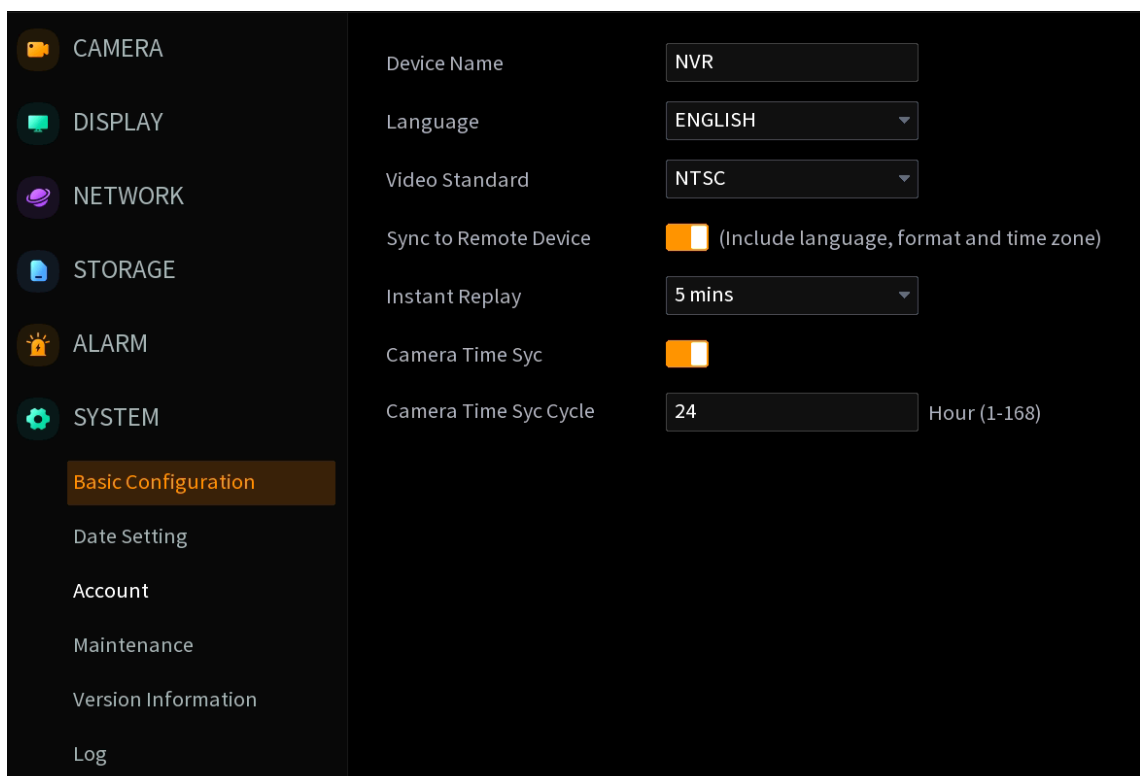 CAMERA
DISPLAY
NETWORK
STORAGE
ALARM
SYSTEM
Basic Configuration
Date Setting
Account
Maintenance
Version Information
Log
Device Name NVR
Language ENGLISH
Video Standard NTSC
Sync to Remote Device (Include language, format and time zone)
Instant Replay 5 mins
Camera Time Syc
Camera Time Syc Cycle 24 Hour (1-168)